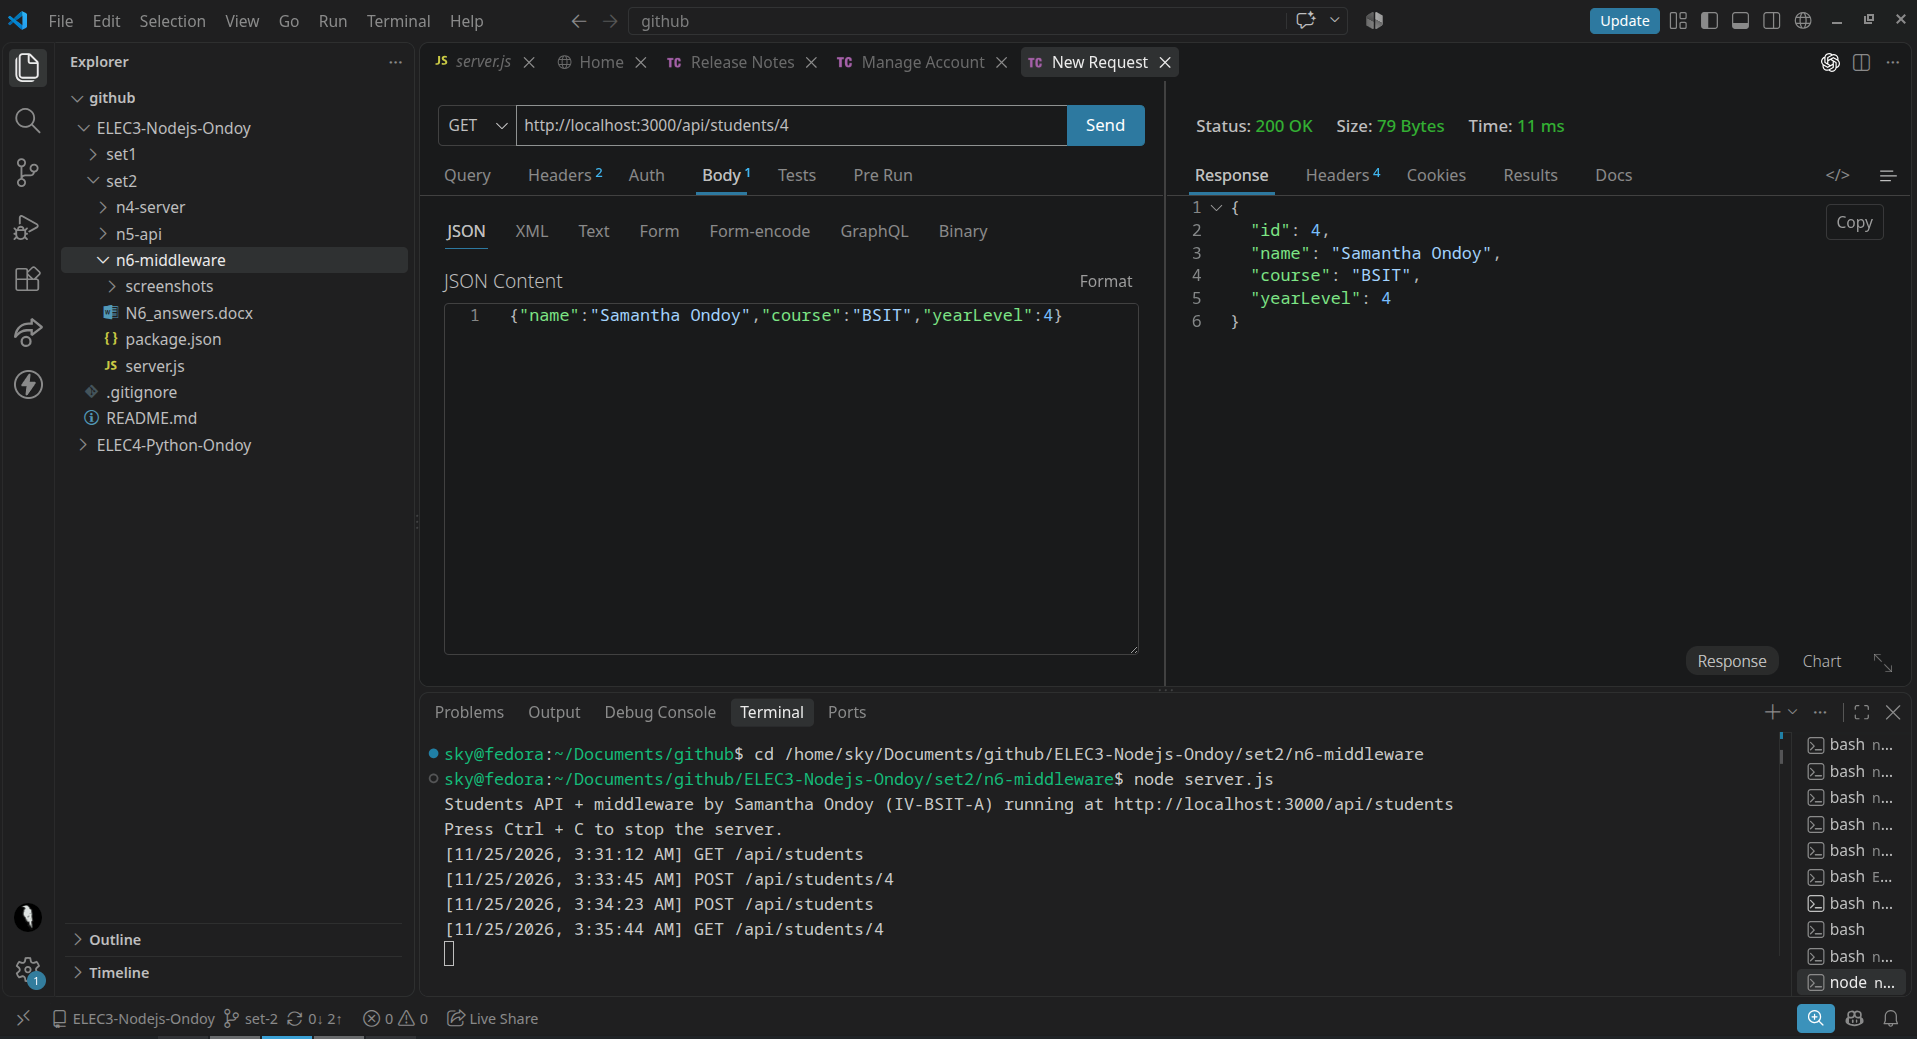 File Edit Selection View Go Run Terminal Help
github
Update
Explorer
github
ELEC3-Nodejs-Ondoy
set1
set2
n4-server
n5-api
n6-middleware
screenshots
N6_answers.docx
package.json
JS server.js
.gitignore
README.md
ELEC4-Python-Ondoy
Outline
Timeline
JS server.js Home TC Release Notes TC Manage Account TC New Request
GET http://localhost:3000/api/students/4 Send
Query Headers 2 Auth Body 1 Tests Pre Run
JSON XML Text Form Form-encode GraphQL Binary
JSON Content Format
1 {"name":"Samantha Ondoy","course":"BSIT","yearLevel":4}
Status: 200 OK Size: 79 Bytes Time: 11 ms
Response Headers 4 Cookies Results Docs </>
Copy
1 {
2 "id": 4,
3 "name": "Samantha Ondoy",
4 "course": "BSIT",
5 "yearLevel": 4
6 }
Response Chart
Problems Output Debug Console Terminal Ports
sky@fedora:~/Documents/github$ cd /home/sky/Documents/github/ELEC3-Nodejs-Ondoy/set2/n6-middleware
sky@fedora:~/Documents/github/ELEC3-Nodejs-Ondoy/set2/n6-middleware$ node server.js
Students API + middleware by Samantha Ondoy (IV-BSIT-A) running at http://localhost:3000/api/students
Press Ctrl + C to stop the server.
[11/25/2026, 3:31:12 AM] GET /api/students
[11/25/2026, 3:33:45 AM] POST /api/students/4
[11/25/2026, 3:34:23 AM] POST /api/students
[11/25/2026, 3:35:44 AM] GET /api/students/4
bash n...
bash n...
bash n...
bash n...
bash n...
bash E...
bash n...
bash
bash n...
node n...
1
ELEC3-Nodejs-Ondoy set-2 0↓ 2↑ 0 0 Live Share